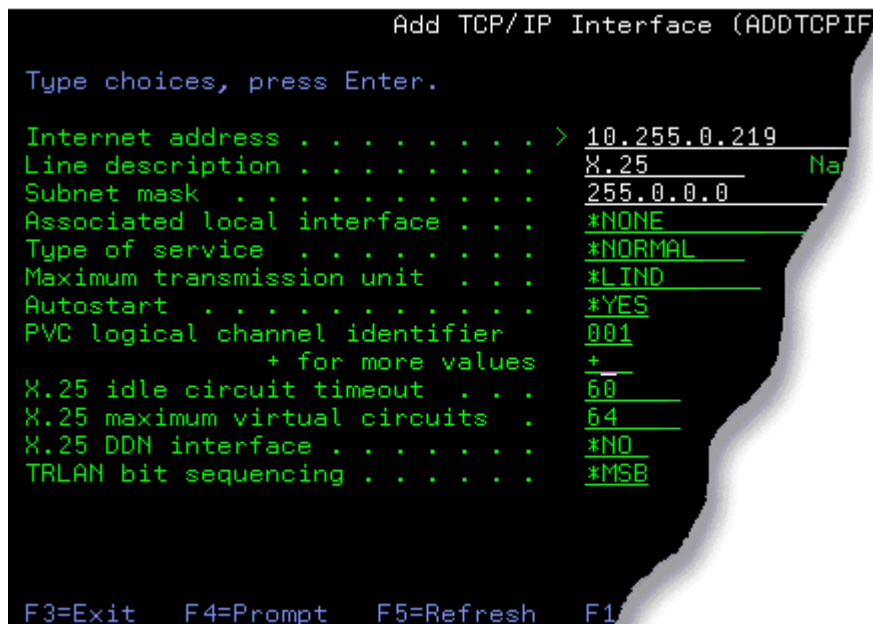 Add TCP/IP Interface (ADDTCPIF
Type choices, press Enter.
Internet address . . . . . . . . > 10.255.0.219
Line description . . . . . . . . . X.25 Na
Subnet mask . . . . . . . . . . 255.0.0.0
Associated local interface . . . *NONE
Type of service . . . . . . . . *NORMAL
Maximum transmission unit . . . *LIND
Autostart . . . . . . . . . . . *YES
PVC logical channel identifier 001
+ for more values +
X.25 idle circuit timeout . . . 60
X.25 maximum virtual circuits . 64
X.25 DDN interface . . . . . . . *NO
TRLAN bit sequencing . . . . . . *MSB
F3=Exit F4=Prompt F5=Refresh F1